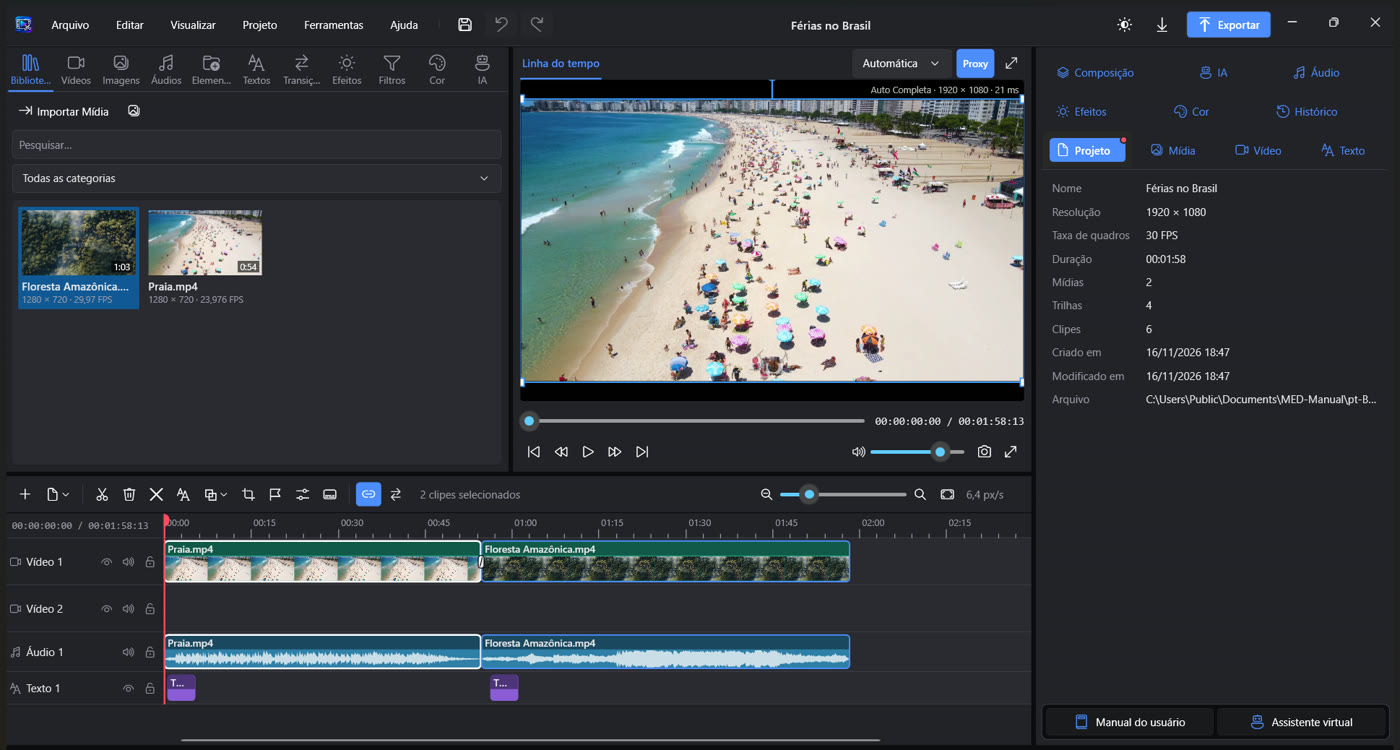 Arquivo Editar Visualizar Projeto Ferramentas Ajuda Férias no Brasil Exportar
Bibliote... Vídeos Imagens Áudios Elemen... Textos Transiç... Efeitos Filtros Cor IA
Importar Mídia
Pesquisar...
Todas as categorias
1:03
Floresta Amazônica....
1280 × 720 · 29,97 FPS
0:54
Praia.mp4
1280 × 720 · 23,976 FPS
Linha do tempo Automática Proxy
Auto Completa · 1920 × 1080 · 21 ms
00:00:00:00 / 00:01:58:13
Composição IA Áudio
Efeitos Cor Histórico
Projeto Mídia Vídeo Texto
Nome Férias no Brasil
Resolução 1920 × 1080
Taxa de quadros 30 FPS
Duração 00:01:58
Mídias 2
Trilhas 4
Clipes 6
Criado em 16/11/2026 18:47
Modificado em 16/11/2026 18:47
Arquivo C:\Users\Public\Documents\MED-Manual\pt-B...
2 clipes selecionados 6,4 px/s
00:00:00:00 / 00:01:58:13 00:00 00:15 00:30 00:45 01:00 01:15 01:30 01:45 02:00 02:15
Vídeo 1 Praia.mp4 Floresta Amazônica.mp4
Vídeo 2
Áudio 1 Praia.mp4 Floresta Amazônica.mp4
Texto 1 T... T...
Manual do usuário Assistente virtual